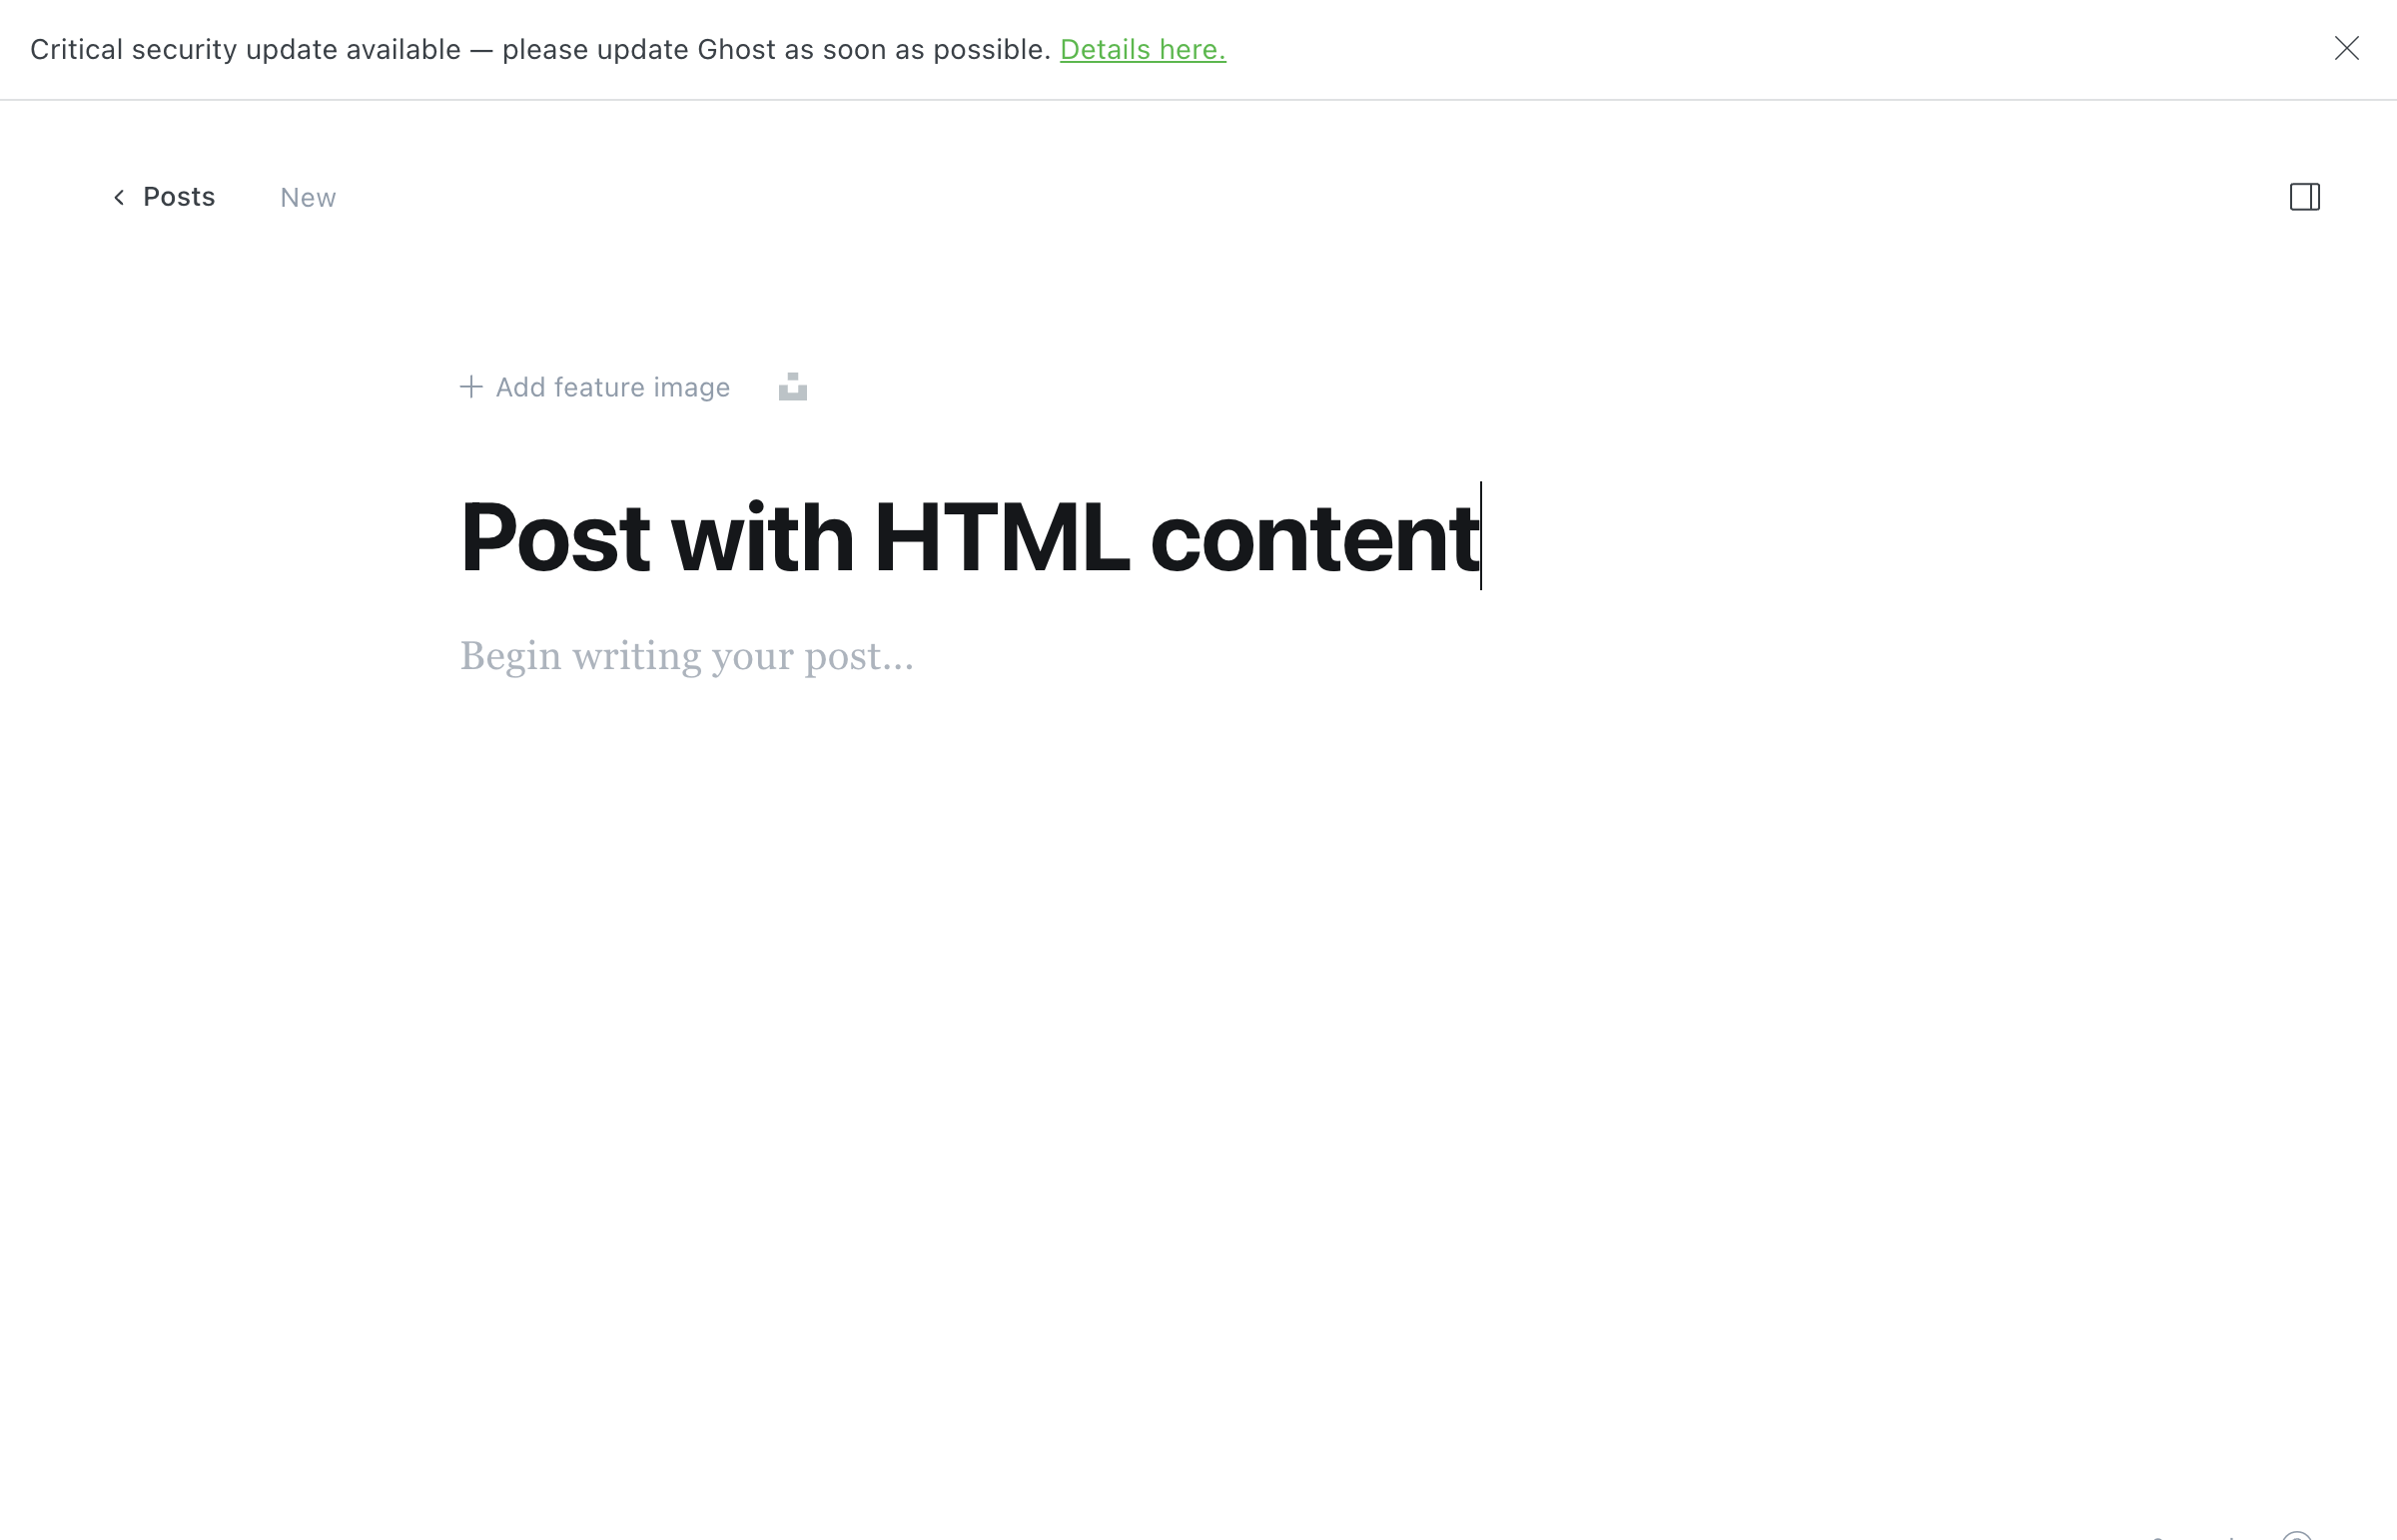 Critical security update available — please update Ghost as soon as possible. Details here.
Posts New
Add feature image
Post with HTML content
Begin writing your post...